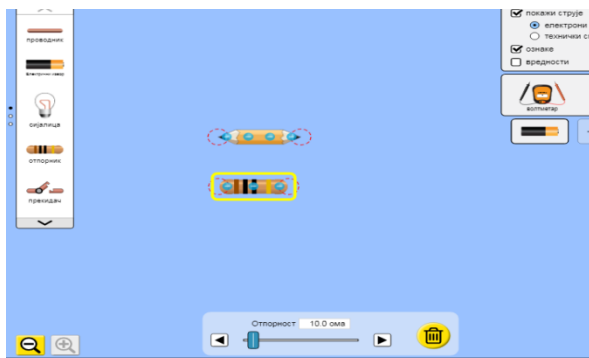 проводник
Електрични извор
сијалица
отпорник
прекидач
покажи струје
електрони
технички с
ознаке
вредности
волтметар
Отпорност 10.0 ома